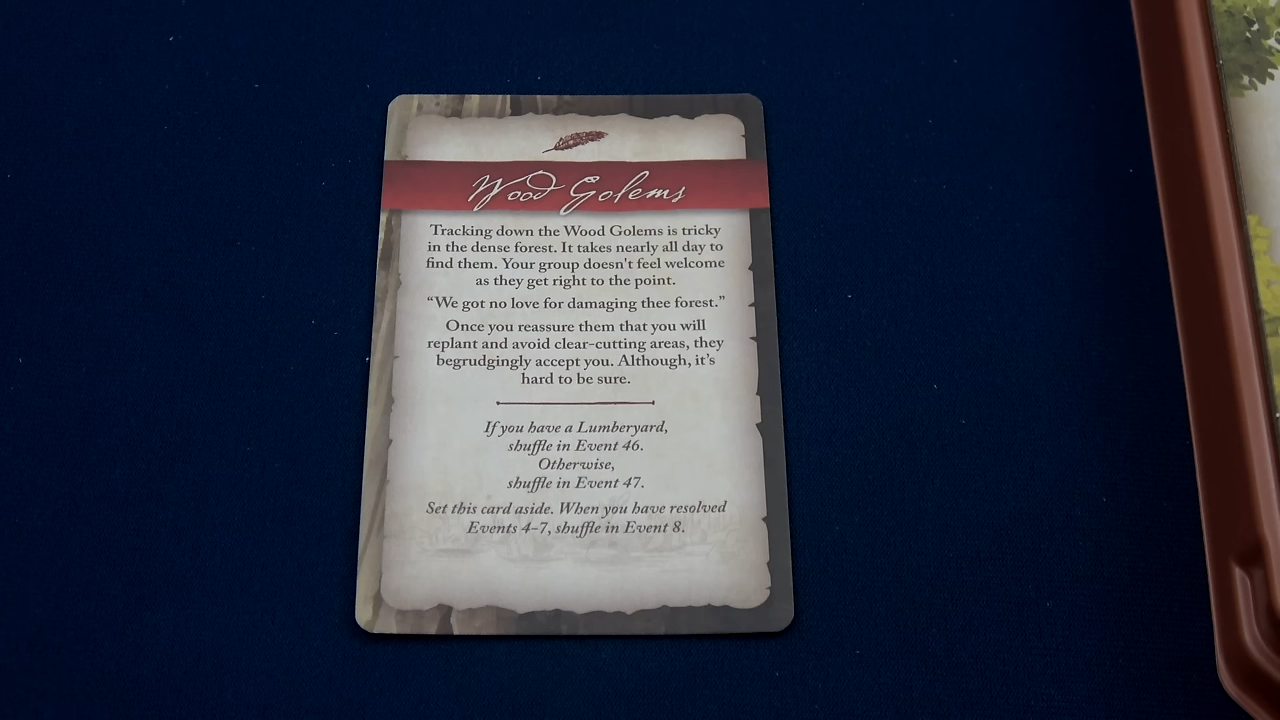 Wood Golems
Tracking down the Wood Golems is tricky
in the dense forest. It takes nearly all day to
find them. Your group doesn't feel welcome
as they get right to the point.
“We got no love for damaging thee forest.”
Once you reassure them that you will
replant and avoid clear-cutting areas, they
begrudgingly accept you. Although, it’s
hard to be sure.
If you have a Lumberyard,
shuffle in Event 46.
Otherwise,
shuffle in Event 47.
Set this card aside. When you have resolved
Events 4–7, shuffle in Event 8.